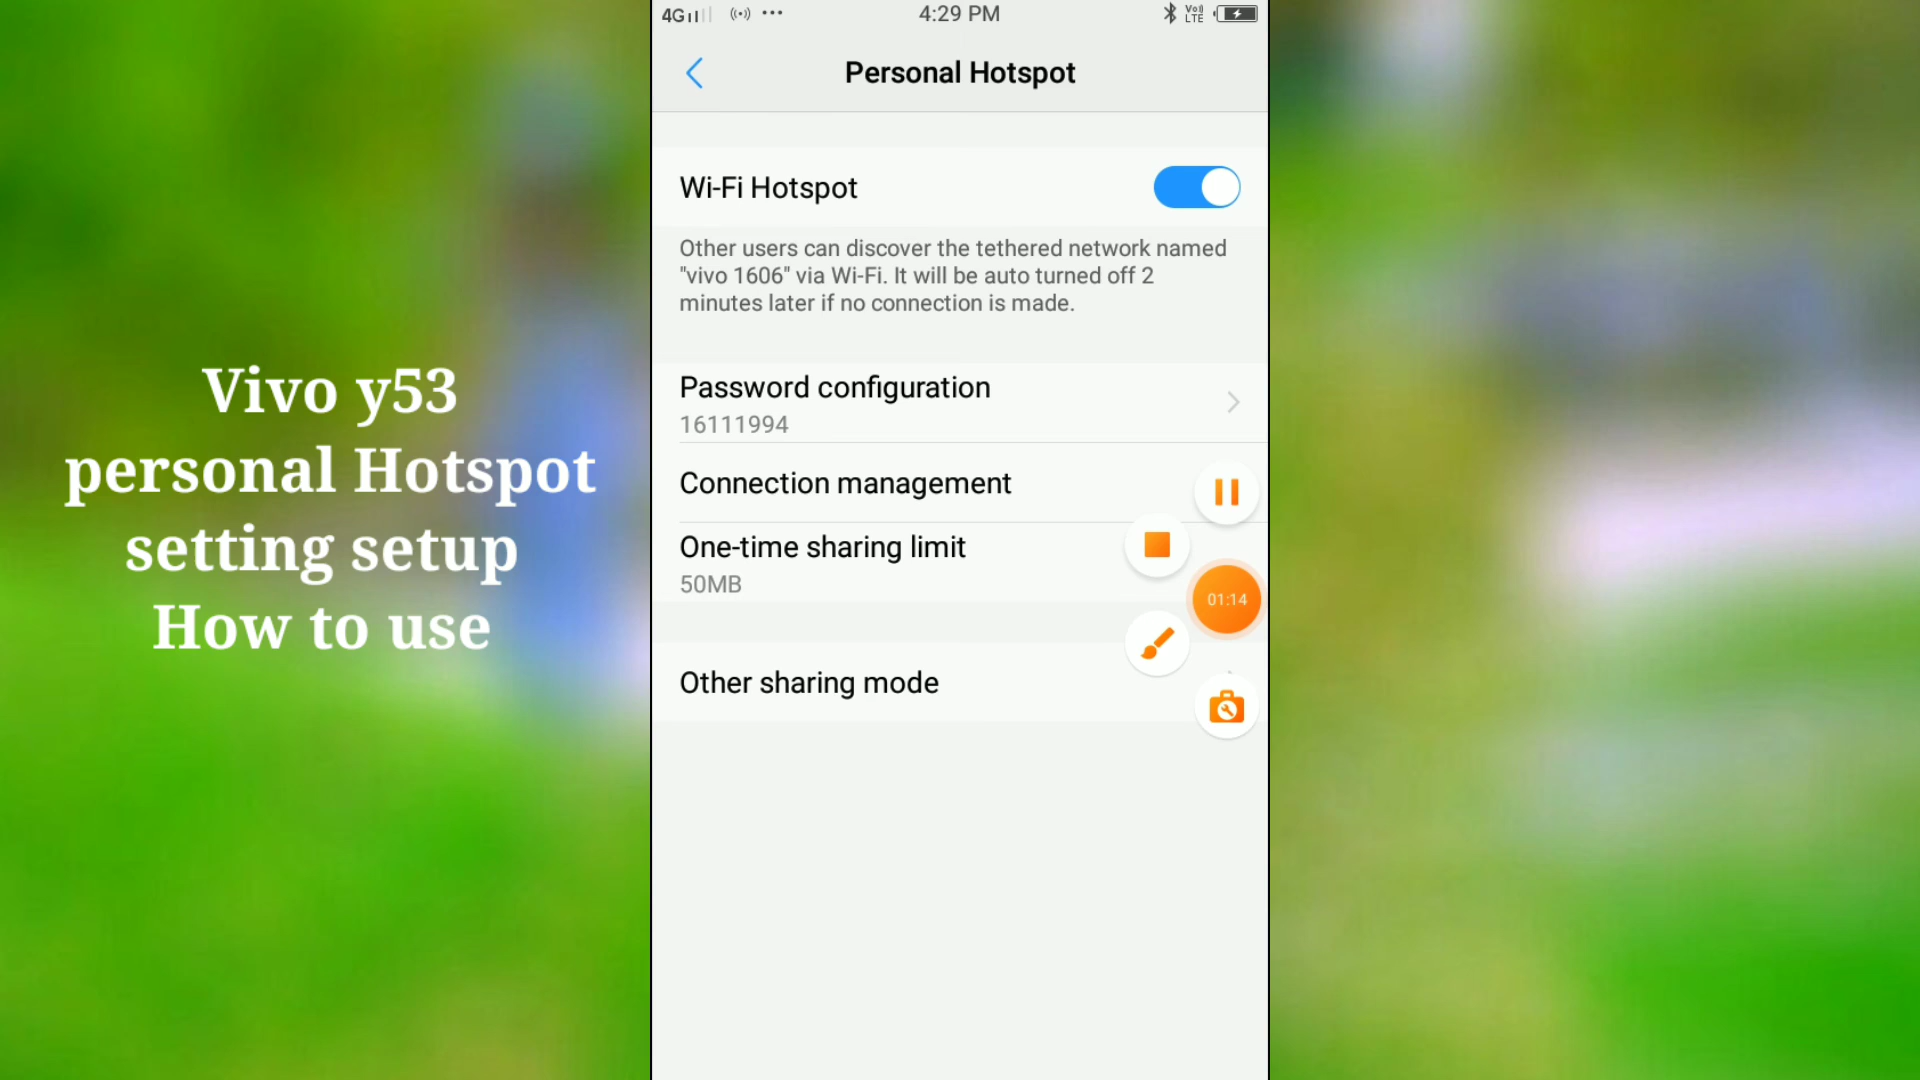 4G 4:29 PM Vo) LTE
Personal Hotspot
Wi-Fi Hotspot
Other users can discover the tethered network named
"vivo 1606" via Wi-Fi. It will be auto turned off 2
minutes later if no connection is made.
Password configuration
16111994
Connection management
One-time sharing limit
50MB
01:14
Other sharing mode
Vivo y53
personal Hotspot
setting setup
How to use